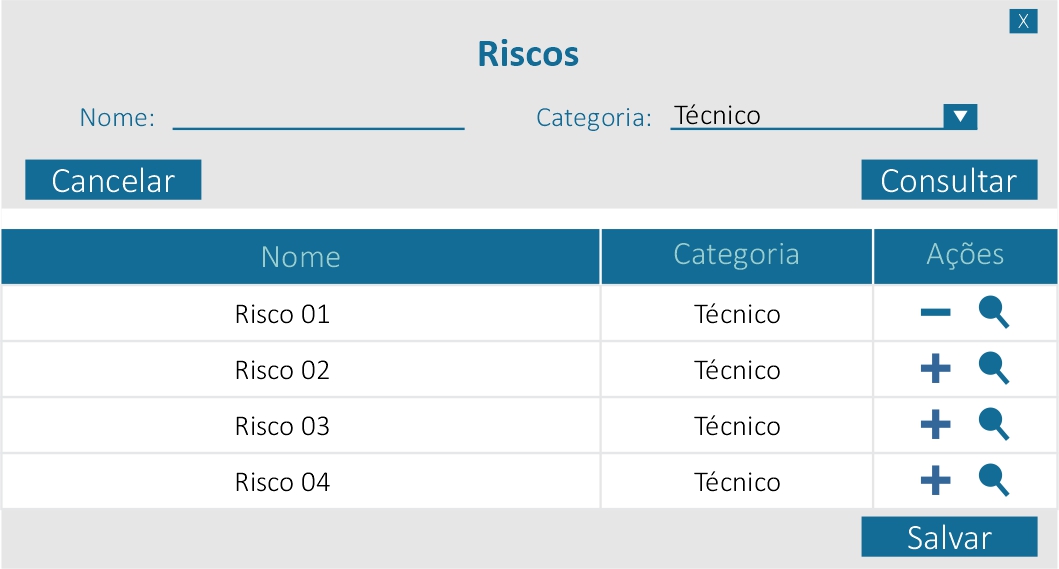 X
Riscos
Nome: Categoria: Técnico
Cancelar Consultar
Nome Categoria Ações
Risco 01 Técnico
Risco 02 Técnico
Risco 03 Técnico
Risco 04 Técnico
Salvar